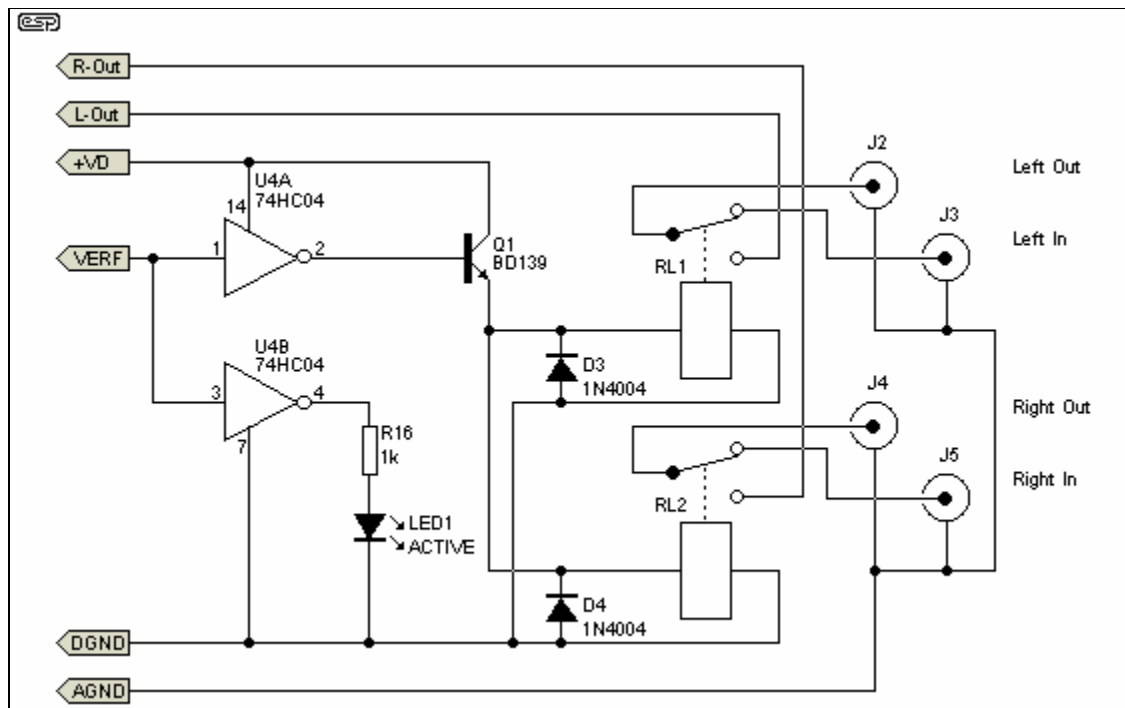 esp
R-Out
L-Out
+VD
VERF
DGND
AGND
U4A
74HC04
14
1
2
U4B
74HC04
3
4
7
R16
1k
LED1
ACTIVE
Q1
BD139
D3
1N4004
D4
1N4004
RL1
RL2
J2
J3
J4
J5
Left Out
Left In
Right Out
Right In